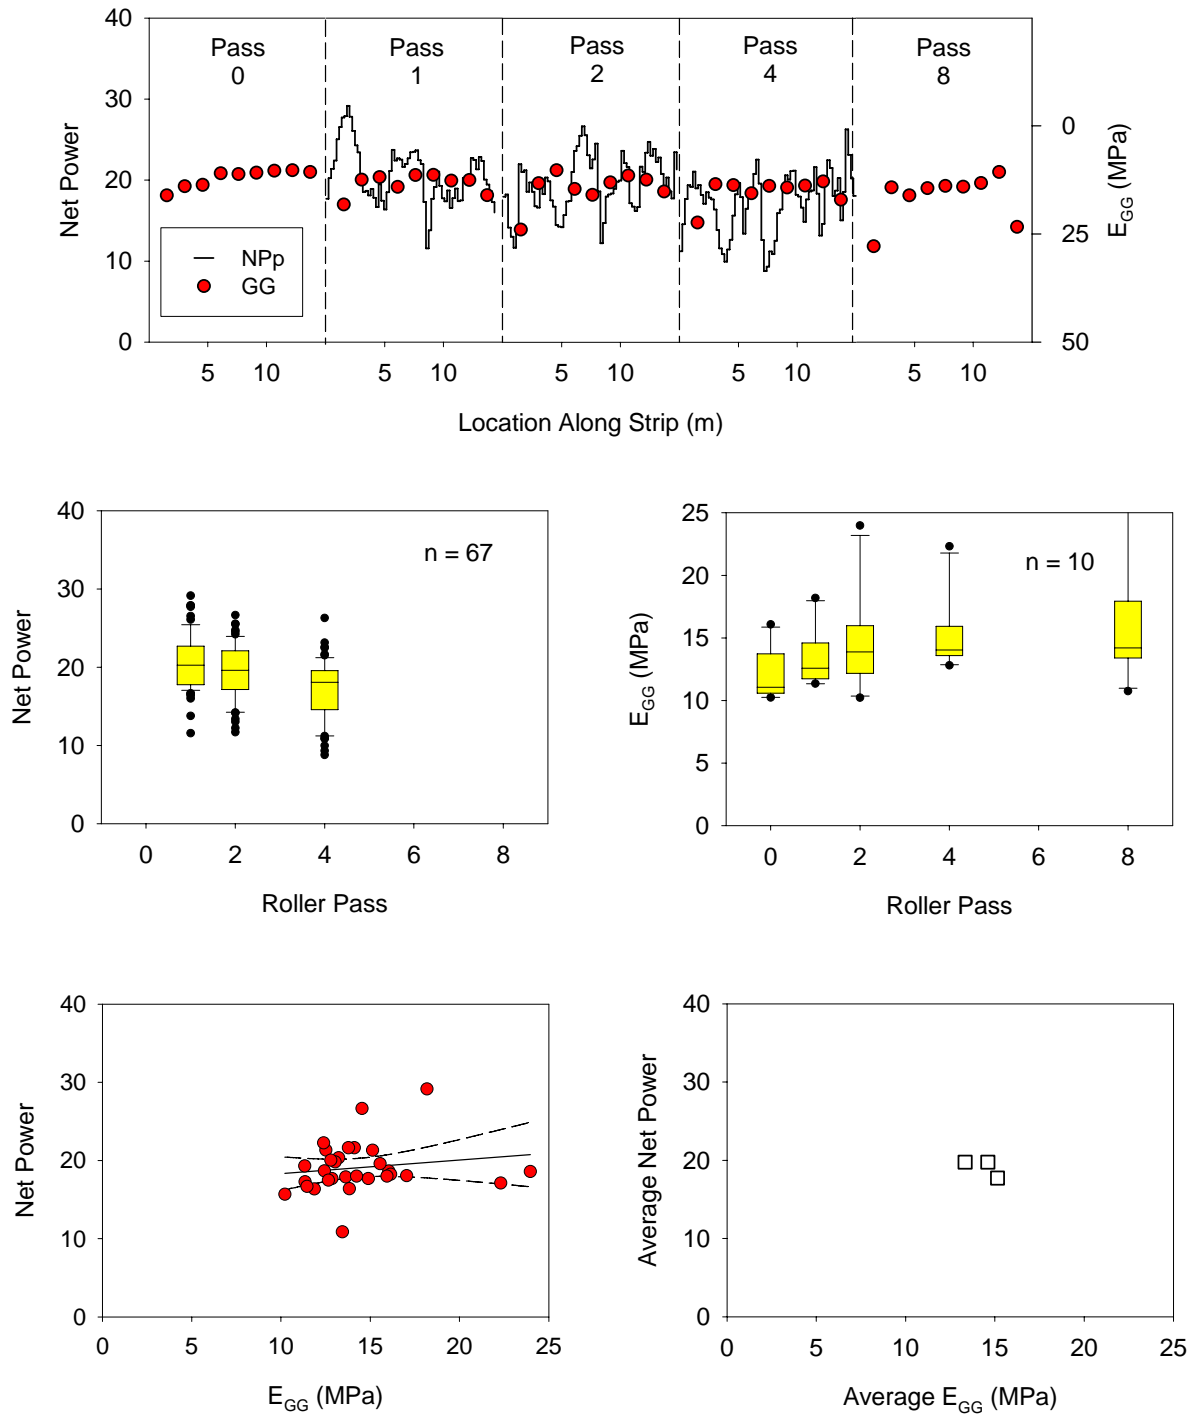 40
30
20
10
0
Net Power
Pass
0
Pass
1
Pass
2
Pass
4
Pass
8
NPp
GG
0
25
50
E_GG (MPa)
5 10 5 10 5 10 5 10 5 10
Location Along Strip (m)
40
30
20
10
0
Net Power
n = 67
0 2 4 6 8
Roller Pass
25
20
15
10
5
0
E_GG (MPa)
n = 10
0 2 4 6 8
Roller Pass
40
30
20
10
0
Net Power
0 5 10 15 20 25
E_GG (MPa)
40
30
20
10
0
Average Net Power
0 5 10 15 20 25
Average E_GG (MPa)